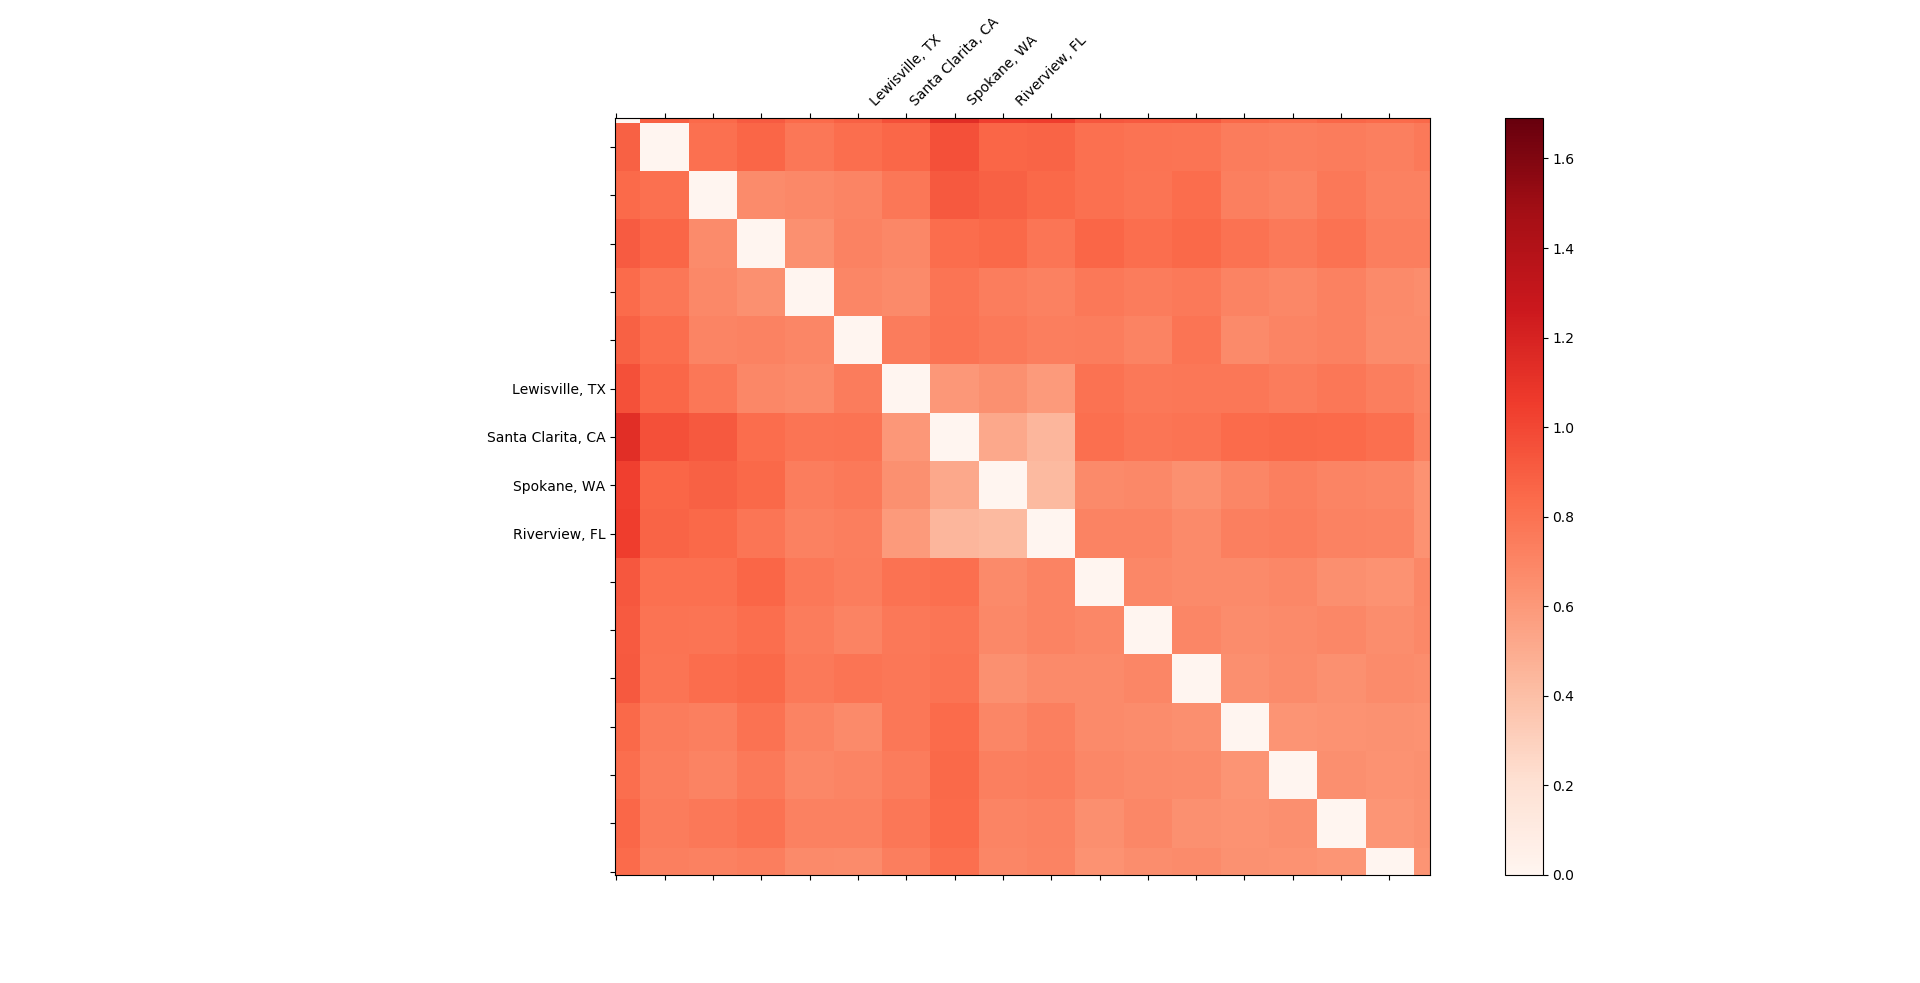 Lewisville, TX
Santa Clarita, CA
Spokane, WA
Riverview, FL
Lewisville, TX
Santa Clarita, CA
Spokane, WA
Riverview, FL
1.6
1.4
1.2
1.0
0.8
0.6
0.4
0.2
0.0